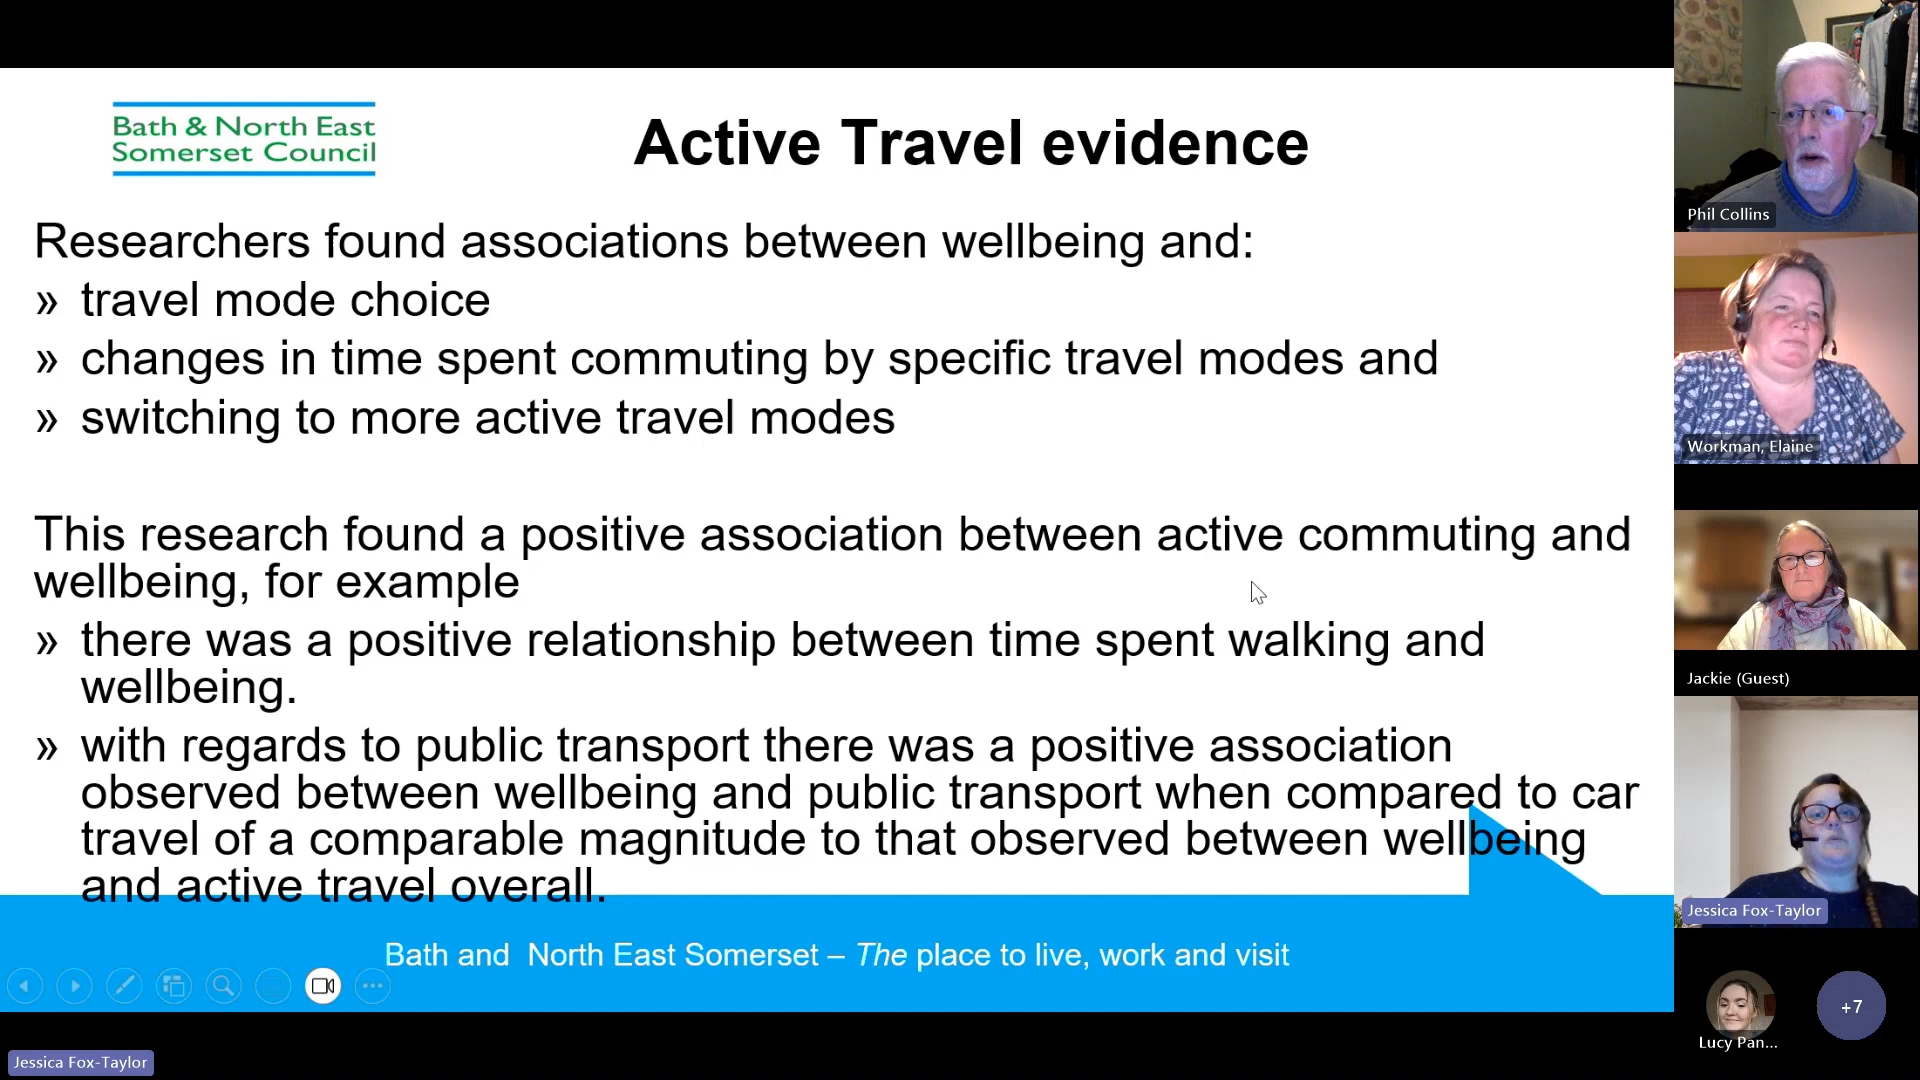 Bath & North East
Somerset Council
Active Travel evidence
Researchers found associations between wellbeing and:
» travel mode choice
» changes in time spent commuting by specific travel modes and
» switching to more active travel modes
This research found a positive association between active commuting and
wellbeing, for example
» there was a positive relationship between time spent walking and
wellbeing.
» with regards to public transport there was a positive association
observed between wellbeing and public transport when compared to car
travel of a comparable magnitude to that observed between wellbeing
and active travel overall.
Bath and North East Somerset – The place to live, work and visit
Jessica Fox-Taylor
Phil Collins
Workman, Elaine
Jackie (Guest)
Jessica Fox-Taylor
Lucy Pan...
+7